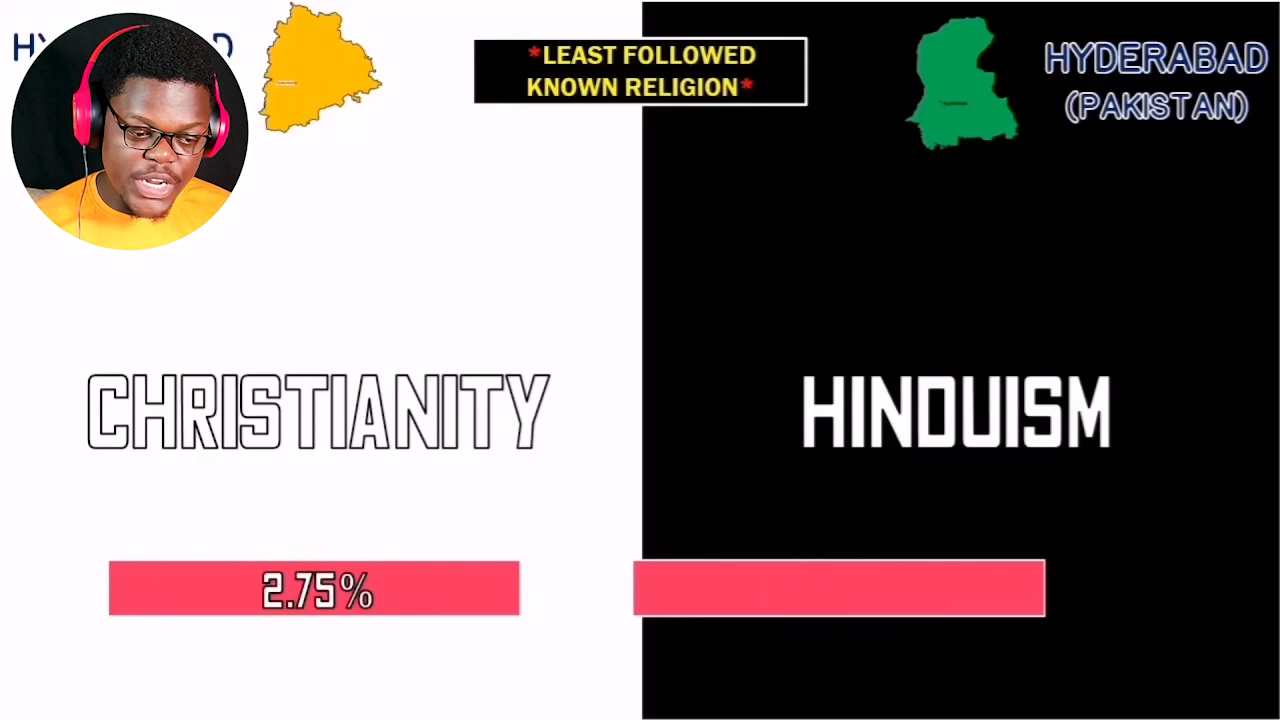 *LEAST FOLLOWED
KNOWN RELIGION*
HYDERABAD
(PAKISTAN)
CHRISTIANITY
HINDUISM
2.75%